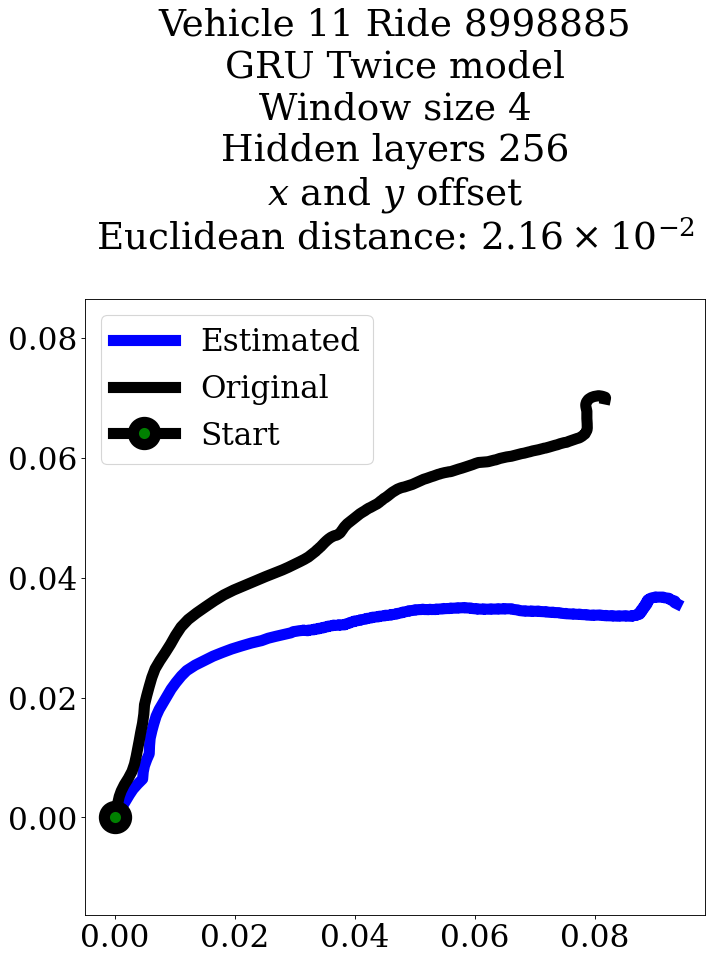 Vehicle 11 Ride 8998885
GRU Twice model
Window size 4
Hidden layers 256
x and y offset
Euclidean distance: 2.16 × 10⁻²
Estimated
Original
Start
0.08
0.06
0.04
0.02
0.00
0.00 0.02 0.04 0.06 0.08